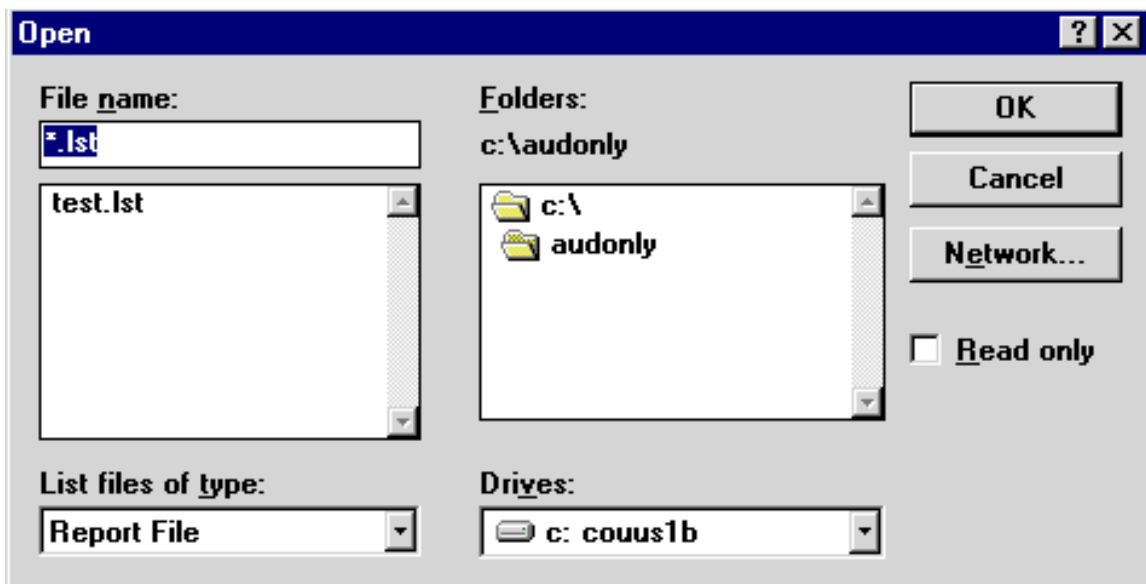 Open
File name:
*.lst
test.lst
List files of type:
Report File
Folders:
c:\audonly
c:\
audonly
Drives:
c: couus1b
OK
Cancel
Network...
Read only